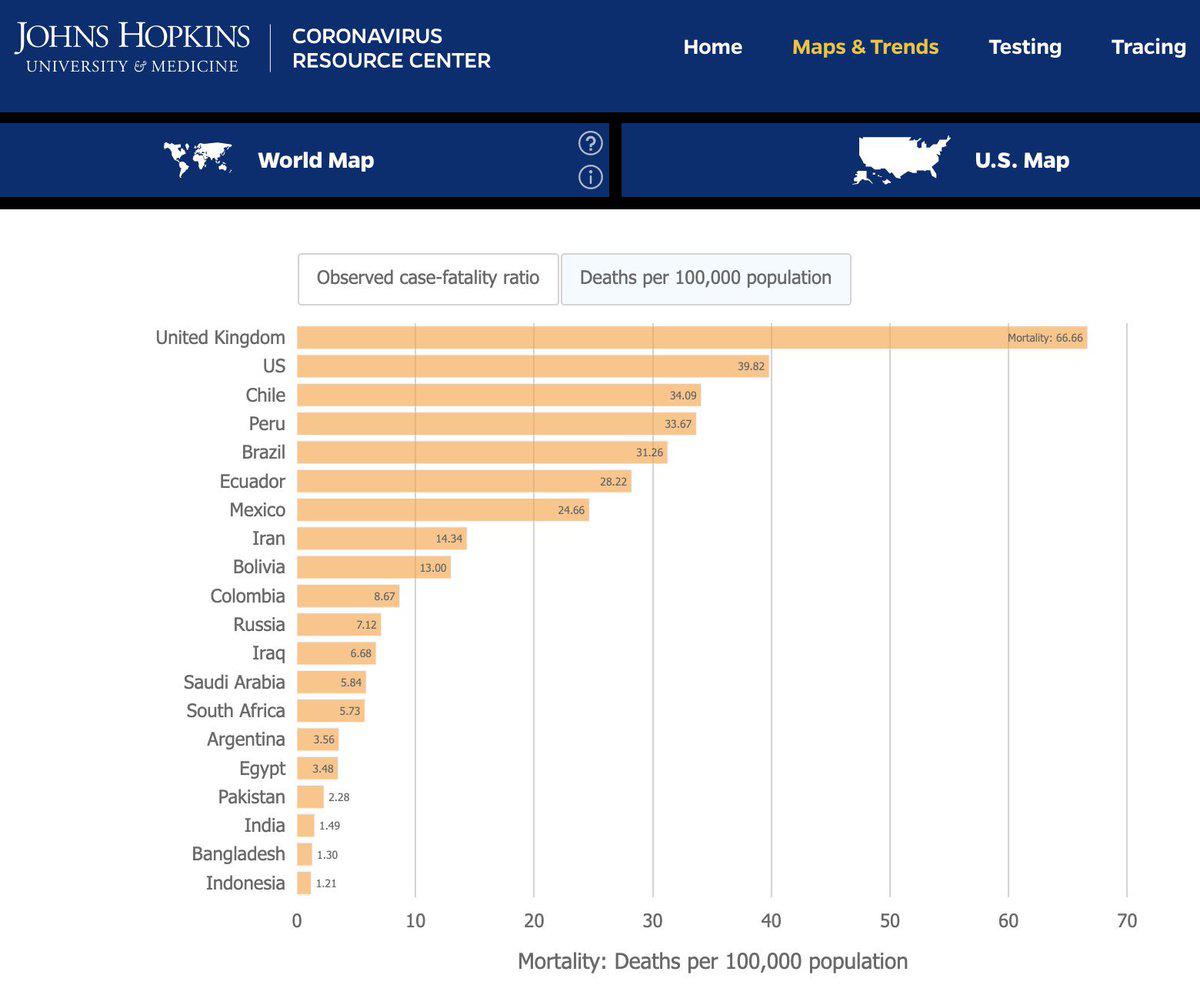 JOHNS HOPKINS
UNIVERSITY & MEDICINE
CORONAVIRUS
RESOURCE CENTER
Home
Maps & Trends
Testing
Tracing
World Map
?
i
U.S. Map
Observed case-fatality ratio
Deaths per 100,000 population
United Kingdom Mortality: 66.66
US 39.82
Chile 34.09
Peru 33.67
Brazil 31.26
Ecuador 28.22
Mexico 24.66
Iran 14.34
Bolivia 13.00
Colombia 8.67
Russia 7.12
Iraq 6.68
Saudi Arabia 5.84
South Africa 5.73
Argentina 3.56
Egypt 3.48
Pakistan 2.28
India 1.49
Bangladesh 1.30
Indonesia 1.21
0 10 20 30 40 50 60 70
Mortality: Deaths per 100,000 population